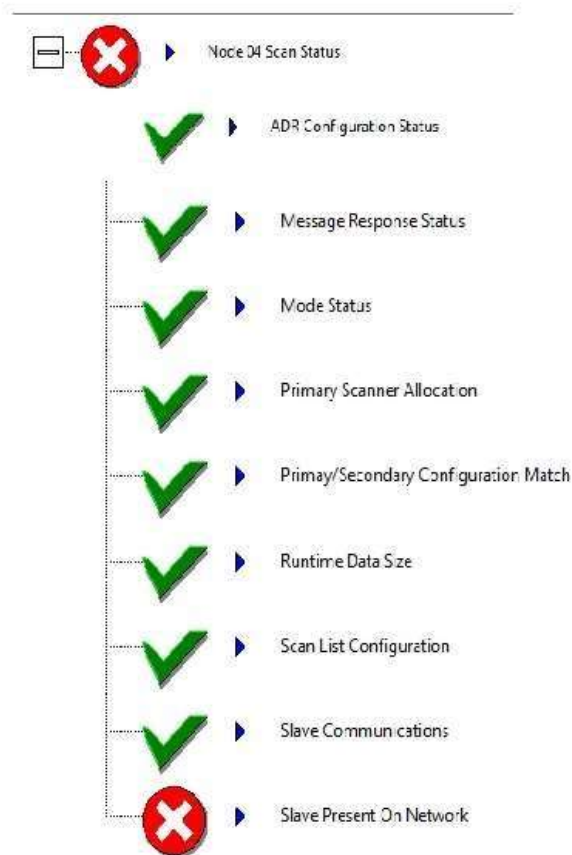 Node 04 Scan Status
ADR Configuration Status
Message Response Status
Mode Status
Primary Scanner Allocation
Primay/Secondary Configuration Match
Runtime Data Size
Scan List Configuration
Slave Communications
Slave Present On Network